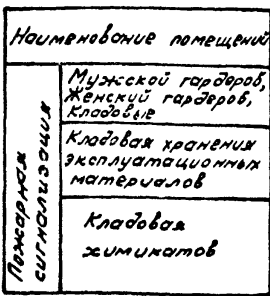 Наименование помещений
Пожарная
сигнализация
Мужской гардероб,
Женский гардероб,
Кладовые
Кладовая хранения
эксплуатационных
материалов
Кладовая
химикатов